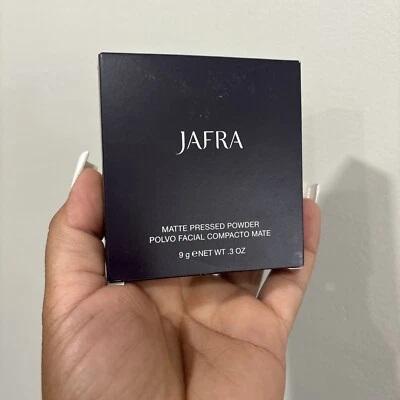 JAFRA
MATTE PRESSED POWDER
POLVO FACIAL COMPACTO MATE
9 g ℮ NET WT .3 OZ